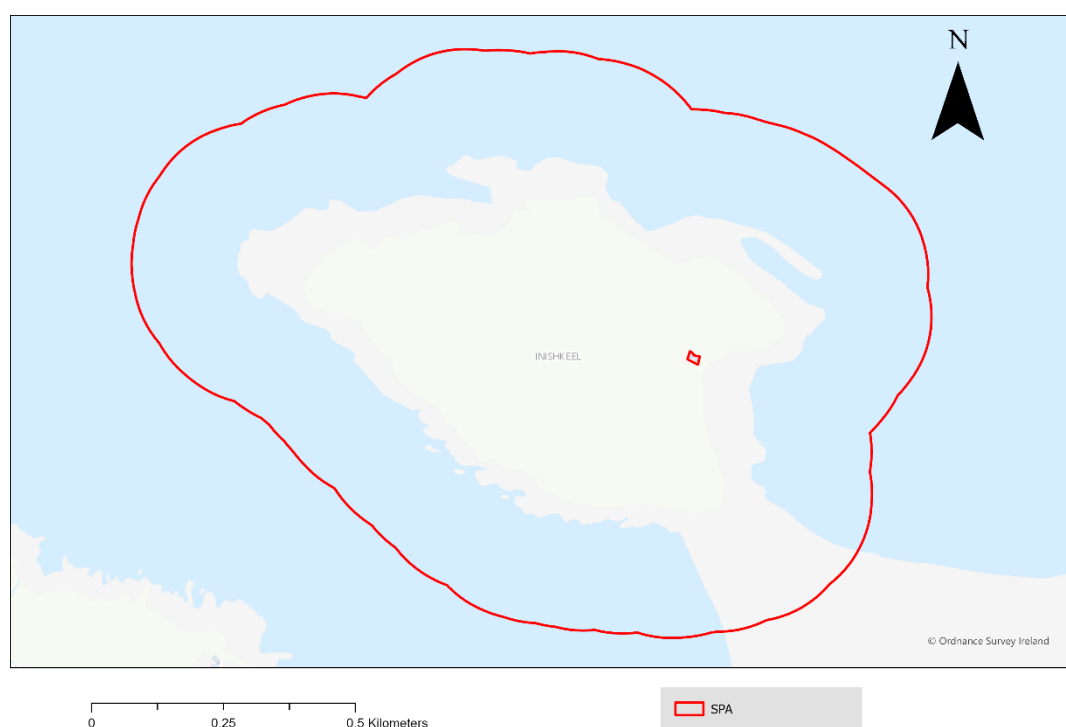 N
INISHKEEL
© Ordnance Survey Ireland
0 0.25 0.5 Kilometers
SPA